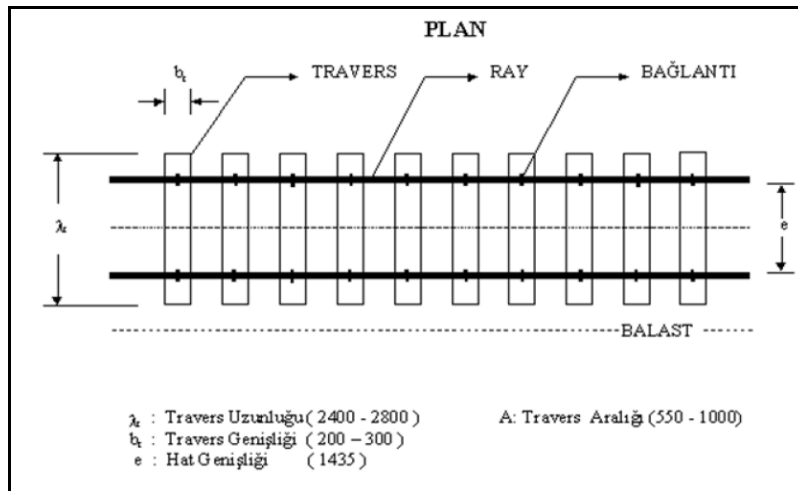 PLAN
bₜ
TRAVERS
RAY
BAĞLANTI
λₜ
e
BALAST
λₜ : Travers Uzunluğu ( 2400 - 2800 )
A: Travers Aralığı (550 - 1000)
bₜ : Travers Genişliği ( 200 – 300 )
e : Hat Genişliği ( 1435 )